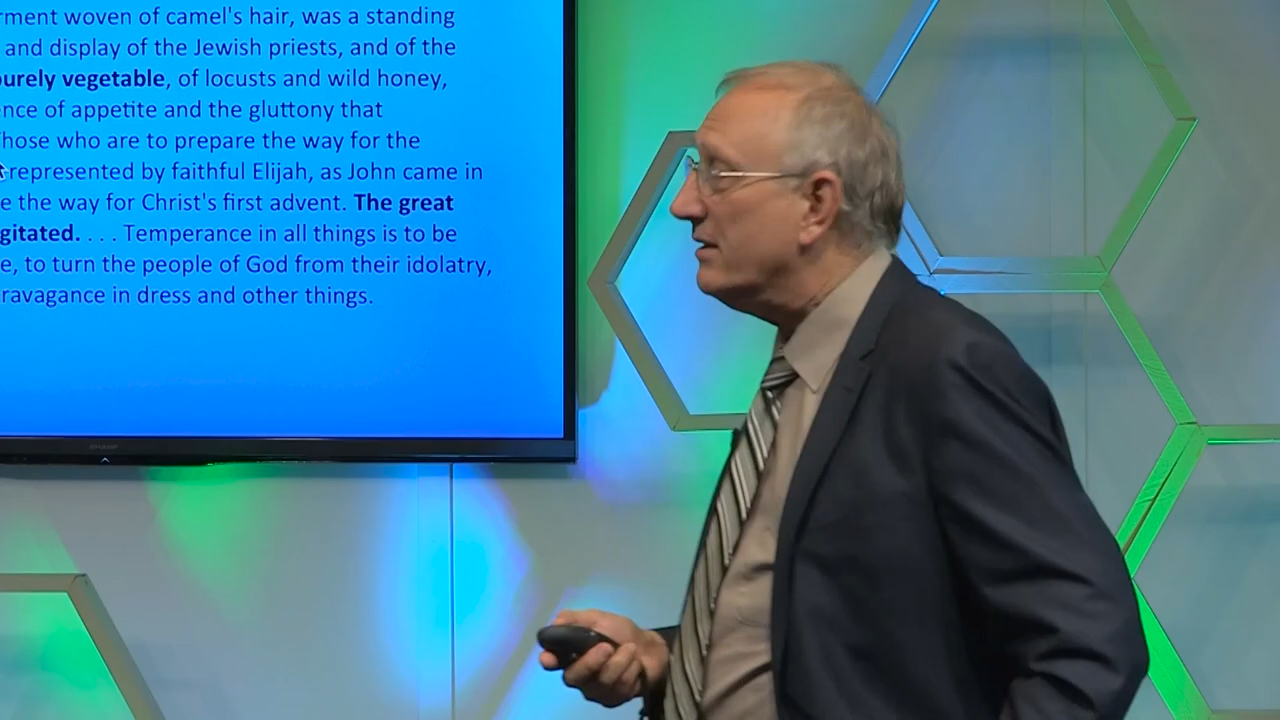 rment woven of camel's hair, was a standing
and display of the Jewish priests, and of the
purely vegetable, of locusts and wild honey,
ence of appetite and the gluttony that
Those who are to prepare the way for the
represented by faithful Elijah, as John came in
e the way for Christ's first advent. The great
gitated. . . . Temperance in all things is to be
e, to turn the people of God from their idolatry,
ravagance in dress and other things.
SHARP